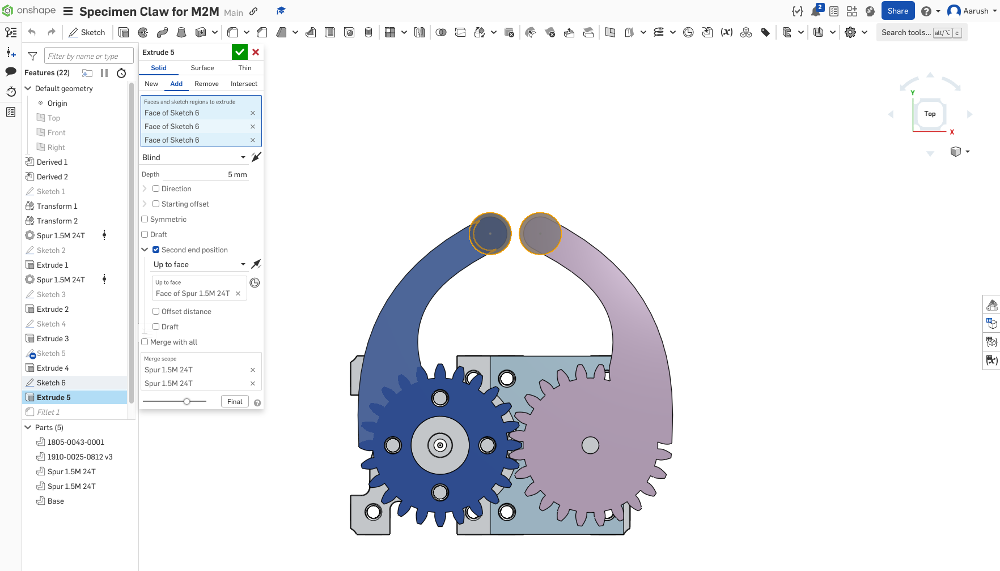 onshape Specimen Claw for M2M Main 2 Share Aarush
Sketch (x) Search tools... alt/⌥ c
Filter by name or type
Features (22)
Default geometry
Origin
Top
Front
Right
Derived 1
Derived 2
Sketch 1
Transform 1
Transform 2
Spur 1.5M 24T
Sketch 2
Extrude 1
Spur 1.5M 24T
Sketch 3
Extrude 2
Sketch 4
Extrude 3
Sketch 5
Extrude 4
Sketch 6
Extrude 5
Fillet 1
Parts (5)
1805-0043-0001
1910-0025-0812 v3
Spur 1.5M 24T
Spur 1.5M 24T
Base
Extrude 5
Solid Surface Thin
New Add Remove Intersect
Faces and sketch regions to extrude
Face of Sketch 6
Face of Sketch 6
Face of Sketch 6
Blind
Depth 5 mm
Direction
Starting offset
Symmetric
Draft
Second end position
Up to face
Up to face
Face of Spur 1.5M 24T
Offset distance
Draft
Merge with all
Merge scope
Spur 1.5M 24T
Spur 1.5M 24T
Final
Y
Top
X
(x)